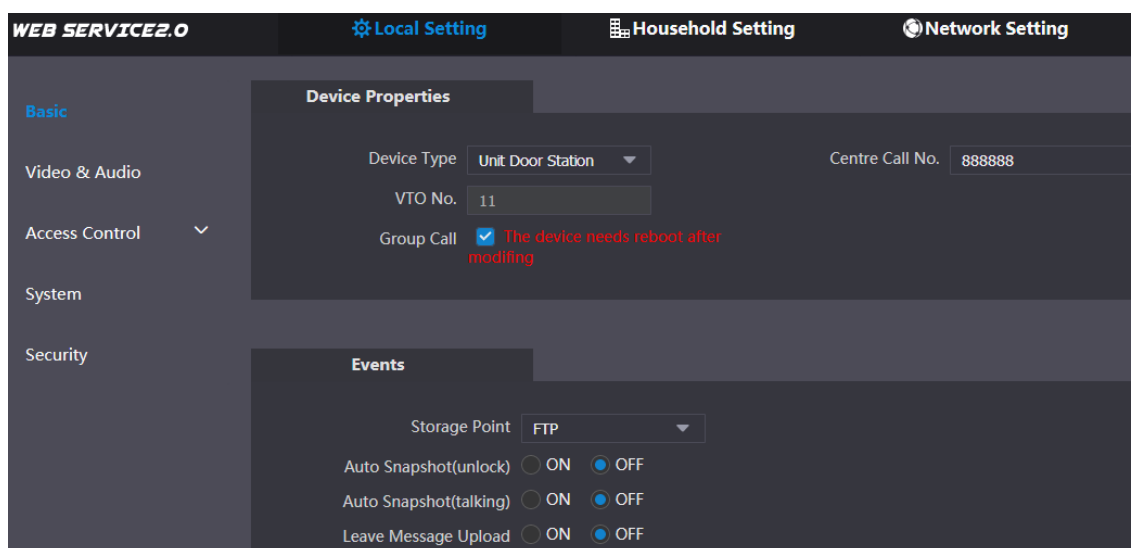 WEB SERVICE2.0
Local Setting
Household Setting
Network Setting
Basic
Video & Audio
Access Control
System
Security
Device Properties
Device Type Unit Door Station
Centre Call No. 888888
VTO No. 11
Group Call The device needs reboot after
modifing
Events
Storage Point FTP
Auto Snapshot(unlock) ON OFF
Auto Snapshot(talking) ON OFF
Leave Message Upload ON OFF